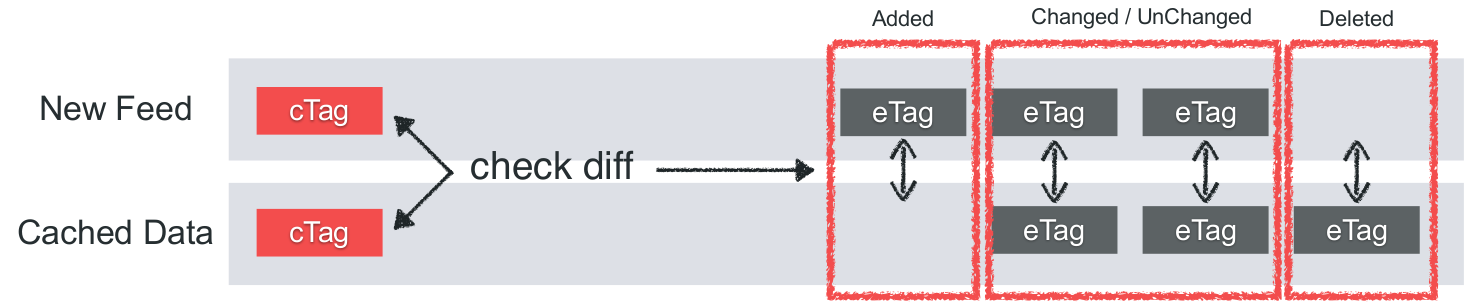 Added
Changed / UnChanged
Deleted
New Feed
cTag
eTag
eTag
eTag
check diff
Cached Data
cTag
eTag
eTag
eTag